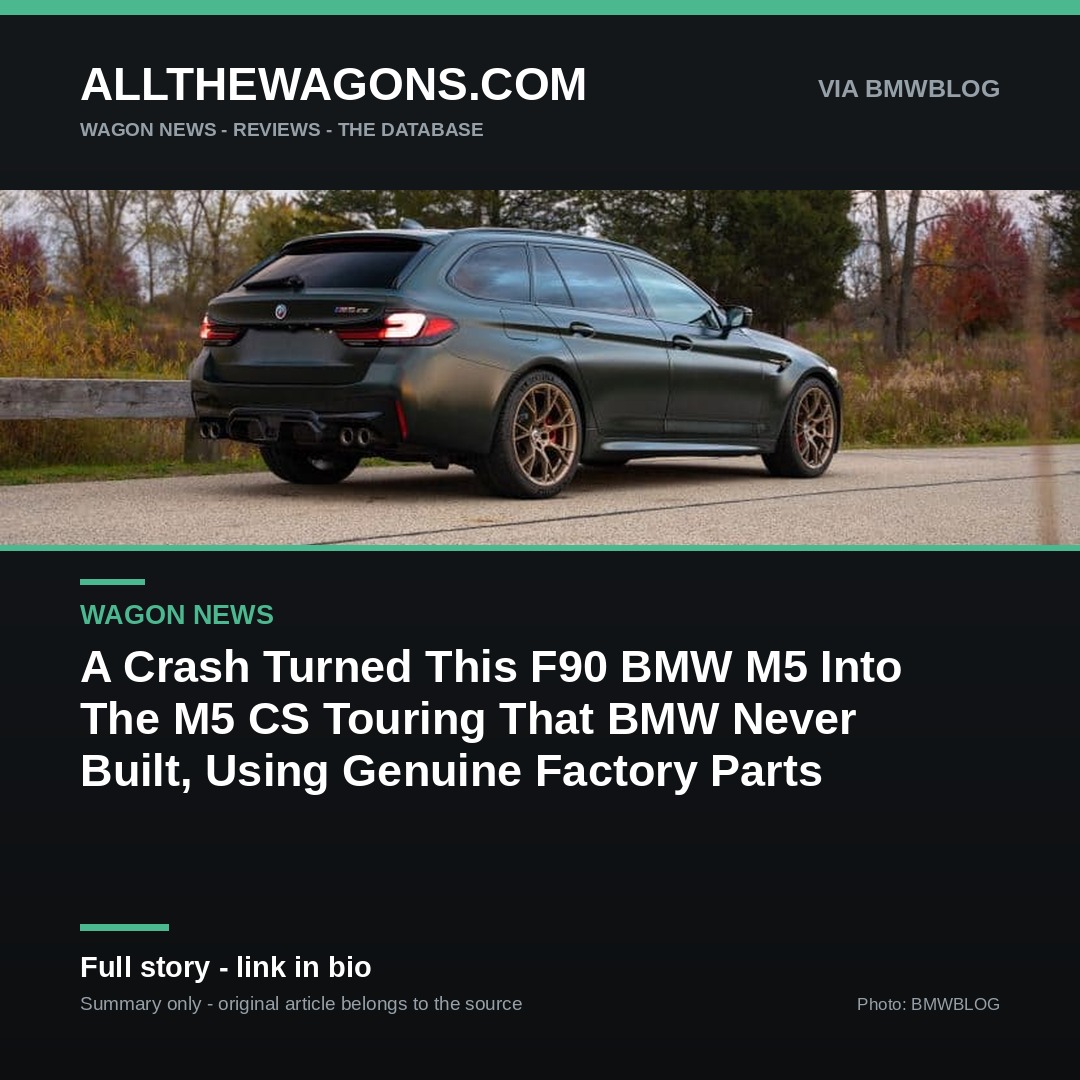 ALLTHEWAGONS.COM
VIA BMWBLOG
WAGON NEWS - REVIEWS - THE DATABASE
WAGON NEWS
A Crash Turned This F90 BMW M5 Into
The M5 CS Touring That BMW Never
Built, Using Genuine Factory Parts
Full story - link in bio
Summary only - original article belongs to the source
Photo: BMWBLOG